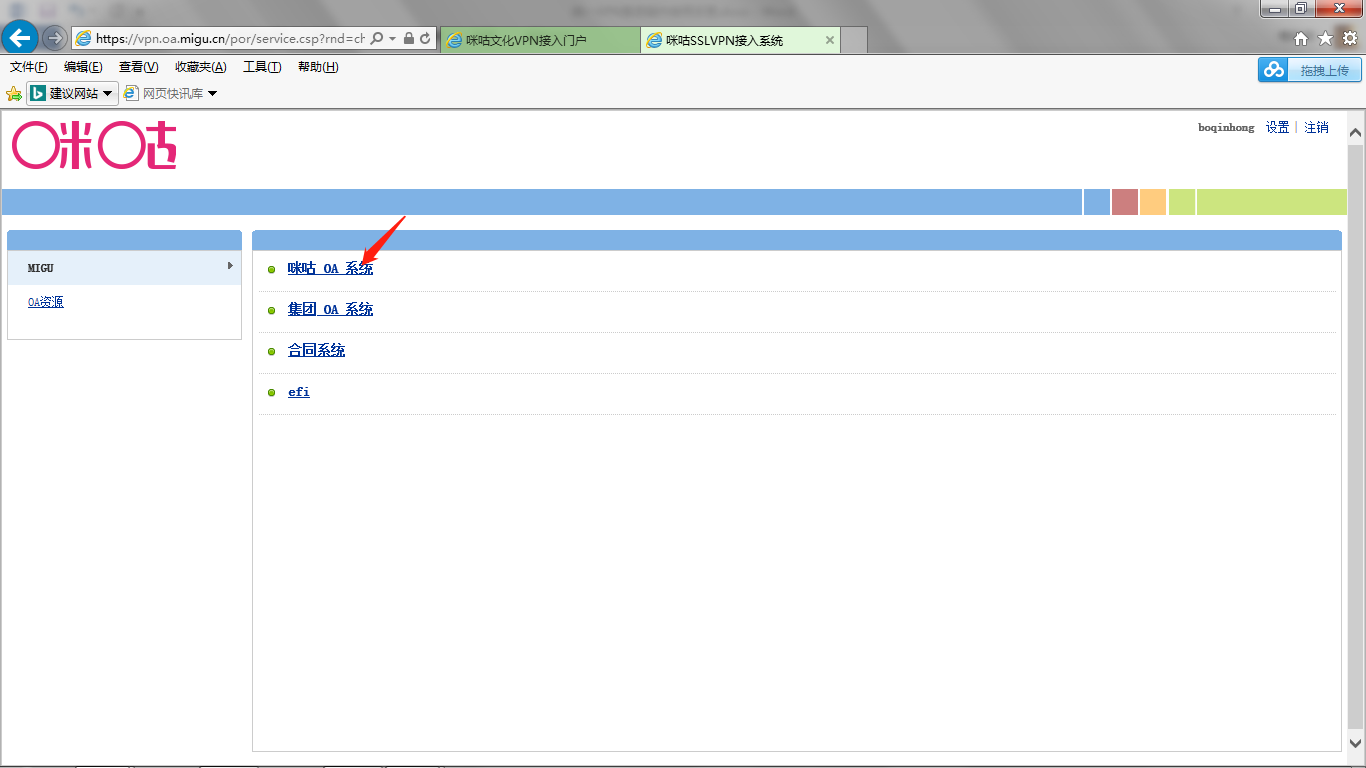 https://vpn.oa.migu.cn/por/service.csp?rnd=ch
咪咕文化VPN接入门户
咪咕SSLVPN接入系统
文件(F) 编辑(E) 查看(V) 收藏夹(A) 工具(T) 帮助(H)
拖拽上传
建议网站 网页快讯库
咪咕
boqinhong 设置 | 注销
MIGU
OA资源
咪咕 OA 系统
集团 OA 系统
合同系统
efi